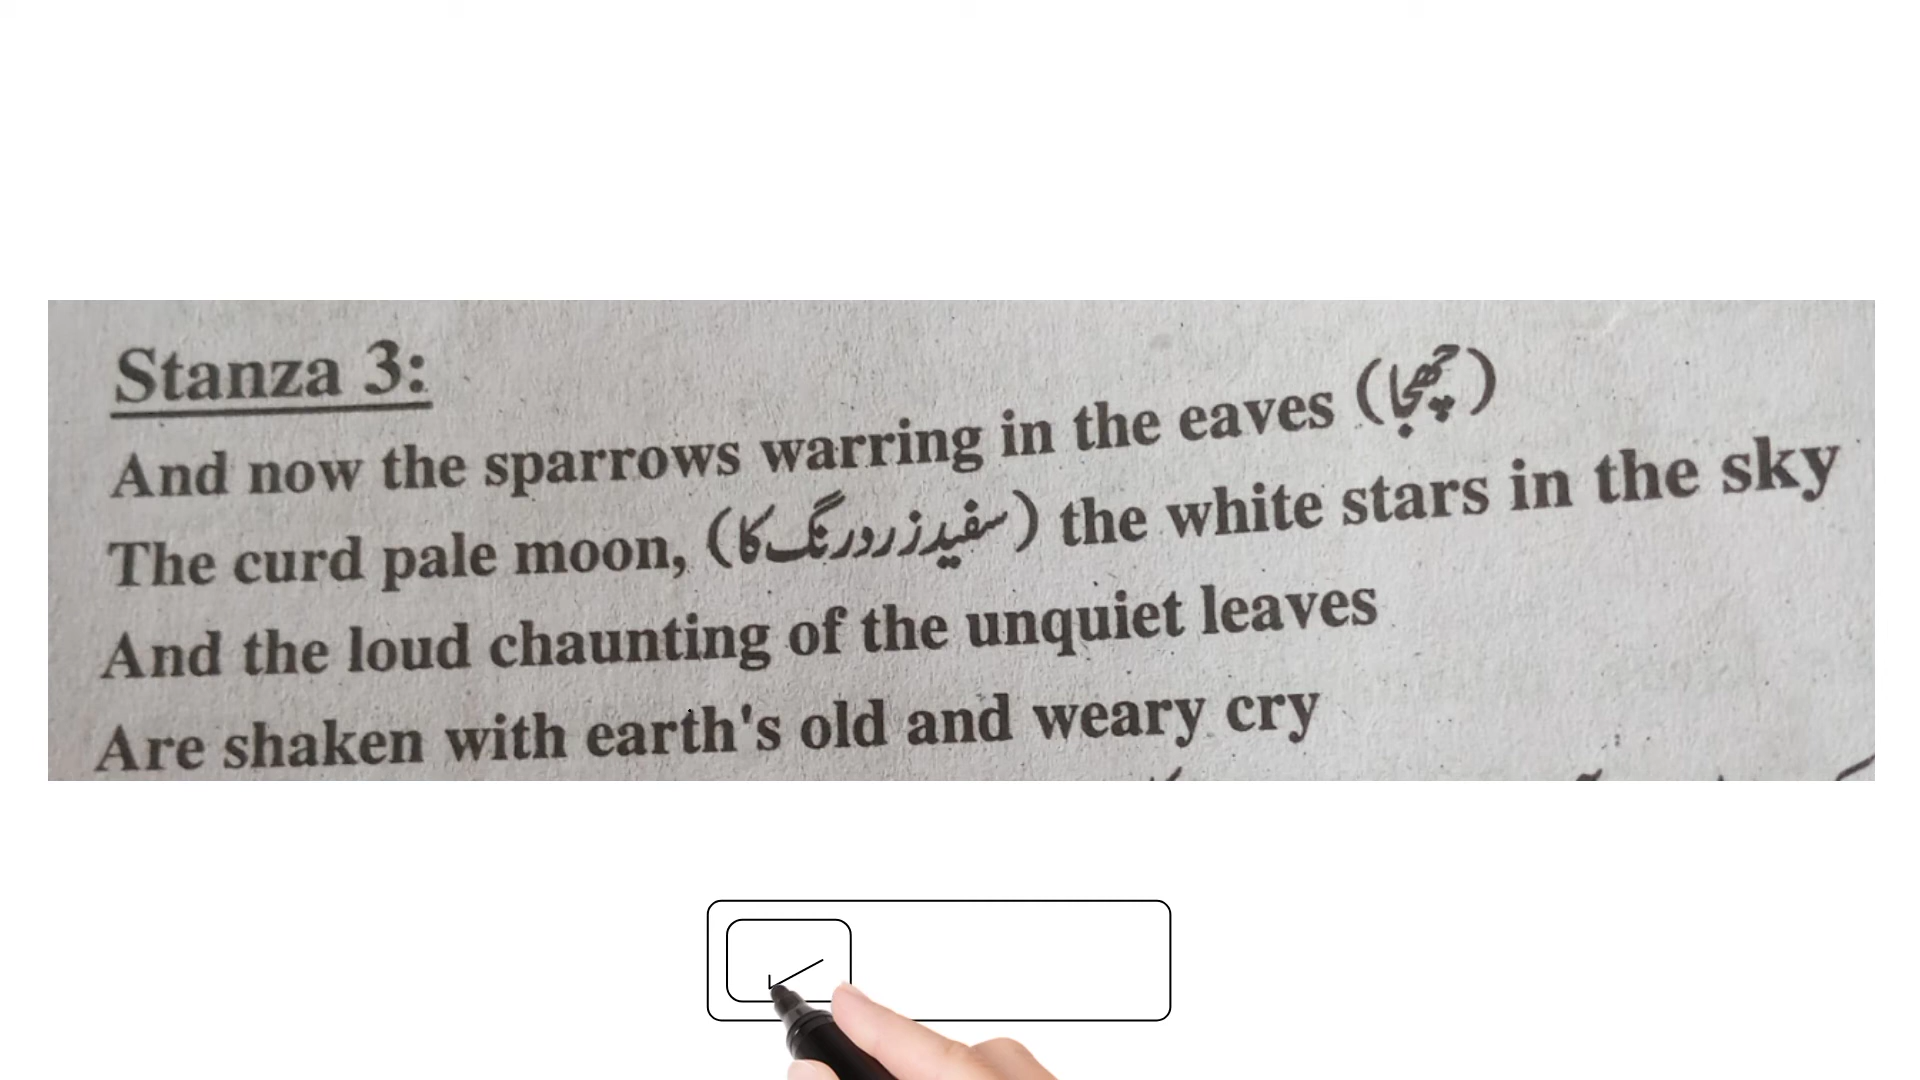 Stanza 3:
And now the sparrows warring in the eaves (چھجا)
The curd pale moon, (سفید زرد رنگ کا) the white stars in the sky
And the loud chaunting of the unquiet leaves
Are shaken with earth's old and weary cry